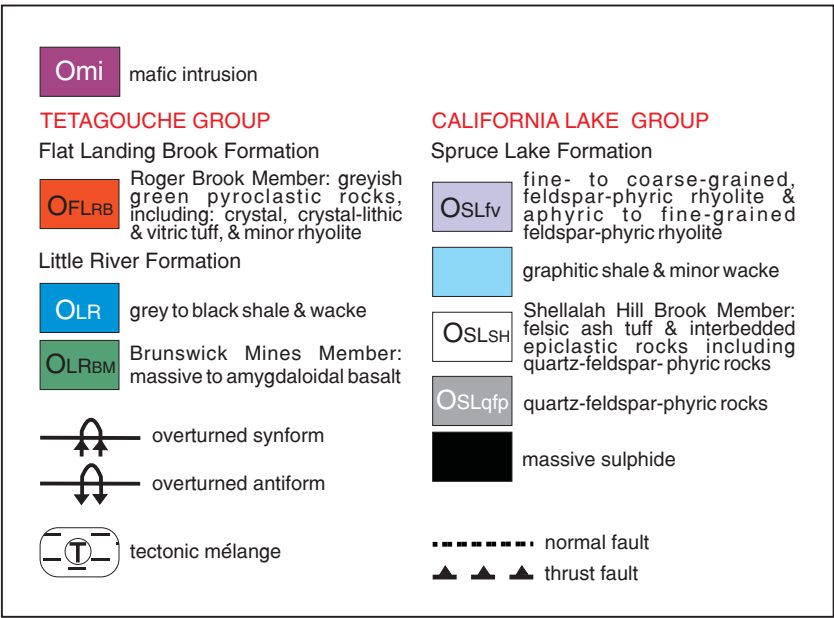 Omi mafic intrusion
TETAGOUCHE GROUP
Flat Landing Brook Formation
OFLRB
Roger Brook Member: greyish
green pyroclastic rocks,
including: crystal, crystal-lithic
& vitric tuff, & minor rhyolite
Little River Formation
OLR grey to black shale & wacke
OLRBM
Brunswick Mines Member:
massive to amygdaloidal basalt
overturned synform
overturned antiform
T tectonic mélange
CALIFORNIA LAKE GROUP
Spruce Lake Formation
OSLfv
fine- to coarse-grained,
feldspar-phyric rhyolite &
aphyric to fine-grained
feldspar-phyric rhyolite
graphitic shale & minor wacke
OSLSH
Shellalah Hill Brook Member:
felsic ash tuff & interbedded
epiclastic rocks including
quartz-feldspar- phyric rocks
OSLqfp quartz-feldspar-phyric rocks
massive sulphide
normal fault
thrust fault